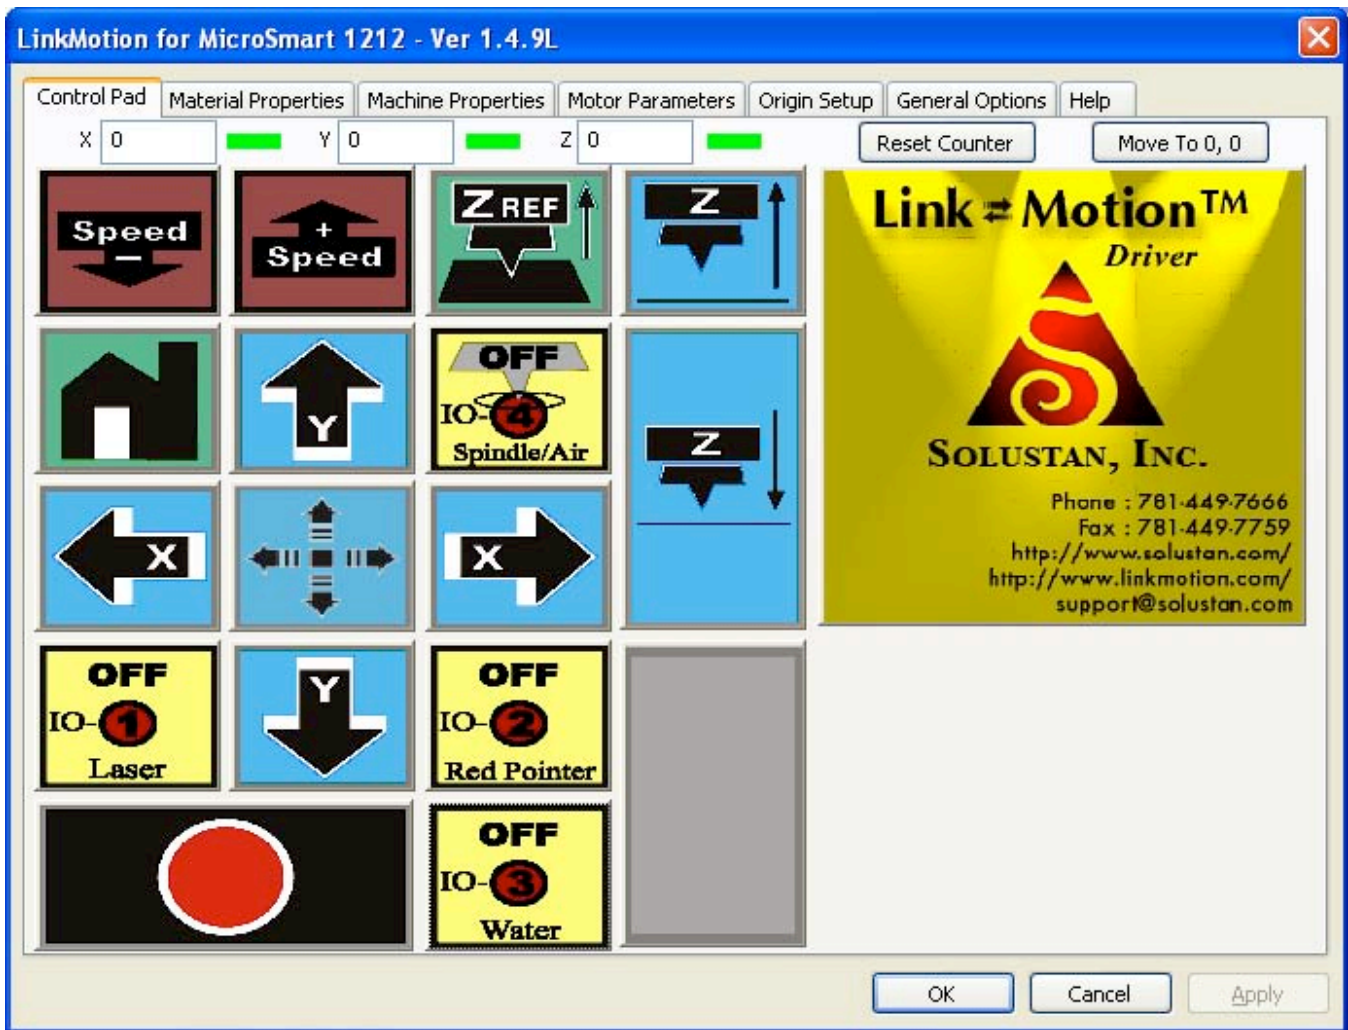 LinkMotion for MicroSmart 1212 - Ver 1.4.9L
Control Pad Material Properties Machine Properties Motor Parameters Origin Setup General Options Help
X 0 Y 0 Z 0 Reset Counter Move To 0, 0
Speed
-
+
Speed
Z REF
Z
Link ⇄ Motion™
Driver
SOLUSTAN, INC.
Phone : 781-449-7666
Fax : 781-449-7759
http://www.solustan.com/
http://www.linkmotion.com/
support@solustan.com
Y
OFF
IO-4
Spindle/Air
Z
X
X
OFF
IO-1
Laser
Y
OFF
IO-2
Red Pointer
OFF
IO-3
Water
OK Cancel Apply